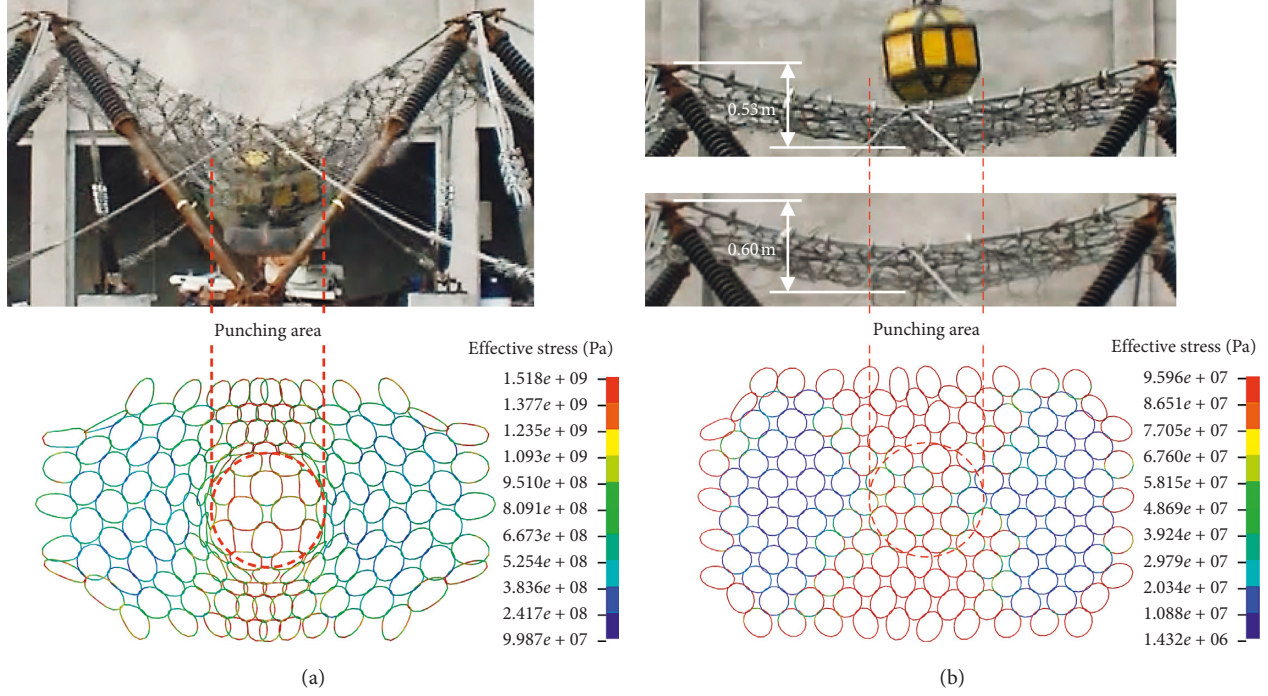 0.53 m
0.60 m
Punching area
Effective stress (Pa)
1.518e + 09
1.377e + 09
1.235e + 09
1.093e + 09
9.510e + 08
8.091e + 08
6.673e + 08
5.254e + 08
3.836e + 08
2.417e + 08
9.987e + 07
(a)
Punching area
Effective stress (Pa)
9.596e + 07
8.651e + 07
7.705e + 07
6.760e + 07
5.815e + 07
4.869e + 07
3.924e + 07
2.979e + 07
2.034e + 07
1.088e + 07
1.432e + 06
(b)